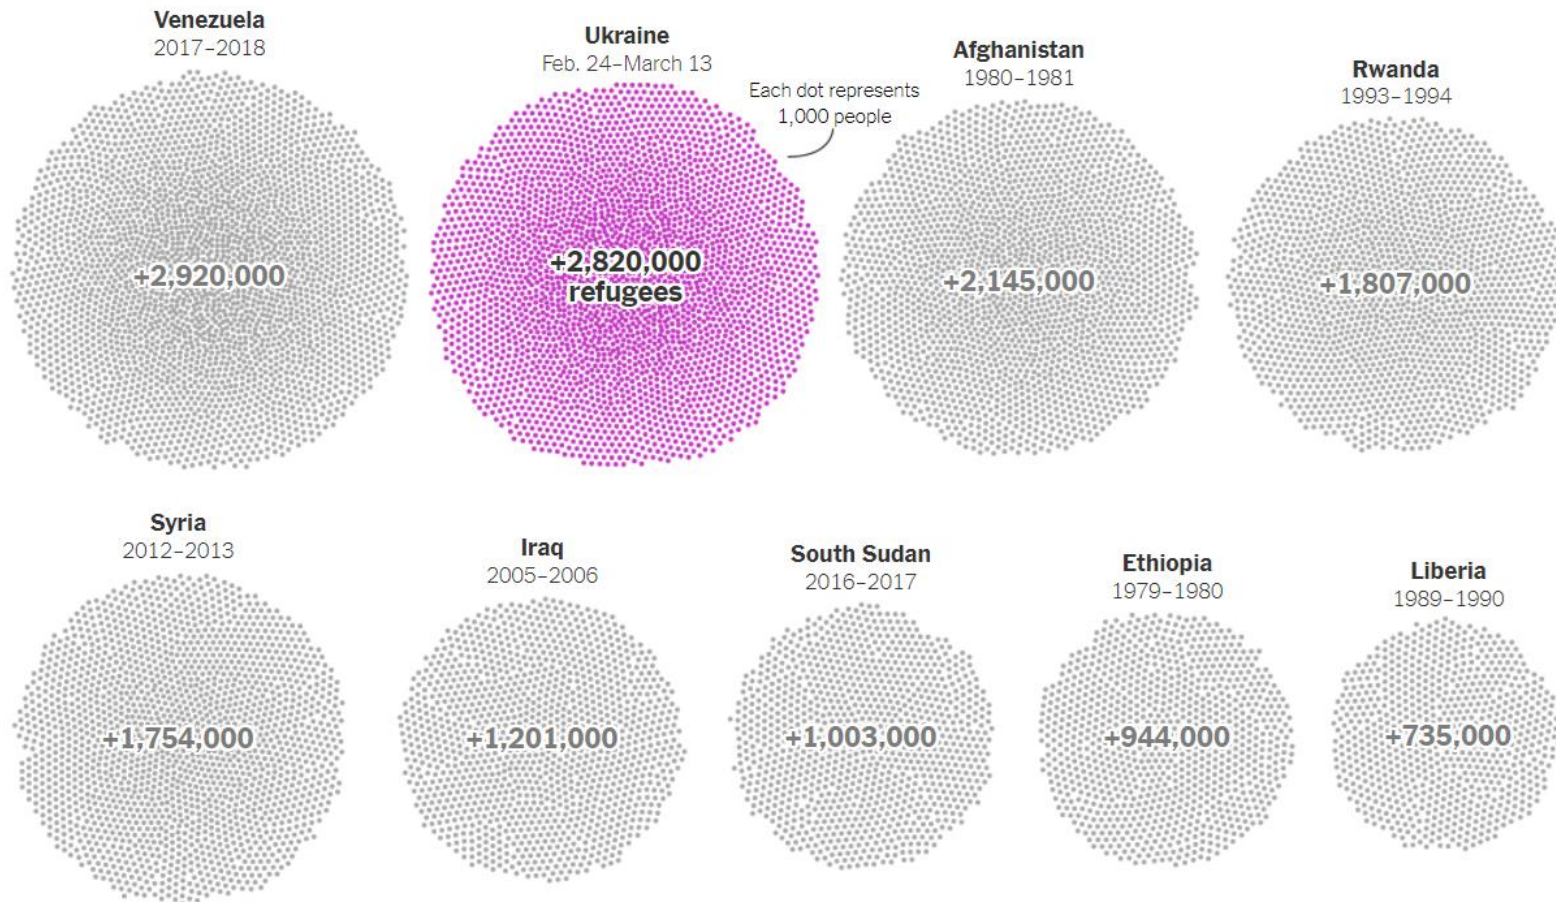 Venezuela
2017–2018
Ukraine
Feb. 24–March 13
Each dot represents
1,000 people
Afghanistan
1980–1981
Rwanda
1993–1994
+2,920,000
+2,820,000
refugees
+2,145,000
+1,807,000
Syria
2012–2013
Iraq
2005–2006
South Sudan
2016–2017
Ethiopia
1979–1980
Liberia
1989–1990
+1,754,000
+1,201,000
+1,003,000
+944,000
+735,000